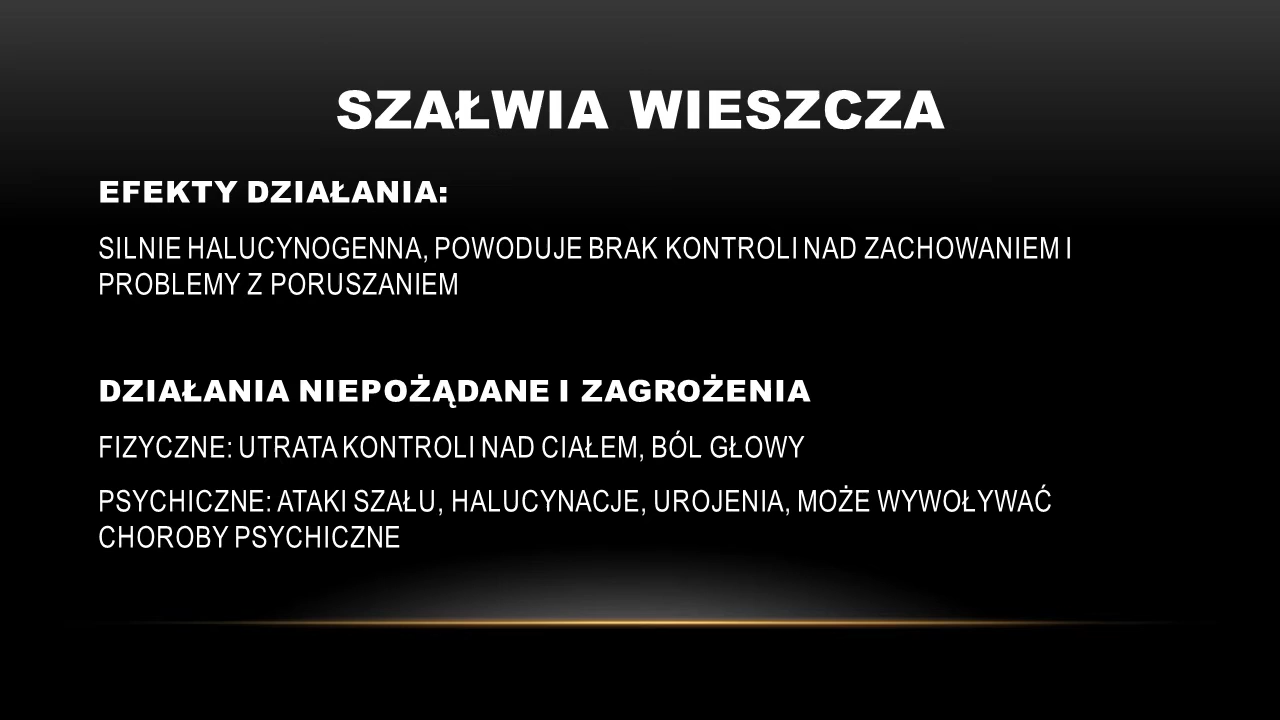 SZAŁWIA WIESZCZA
EFEKTY DZIAŁANIA:
SILNIE HALUCYNOGENNA, POWODUJE BRAK KONTROLI NAD ZACHOWANIEM I
PROBLEMY Z PORUSZANIEM
DZIAŁANIA NIEPOŻĄDANE I ZAGROŻENIA
FIZYCZNE: UTRATA KONTROLI NAD CIAŁEM, BÓL GŁOWY
PSYCHICZNE: ATAKI SZAŁU, HALUCYNACJE, UROJENIA, MOŻE WYWOŁYWAĆ
CHOROBY PSYCHICZNE